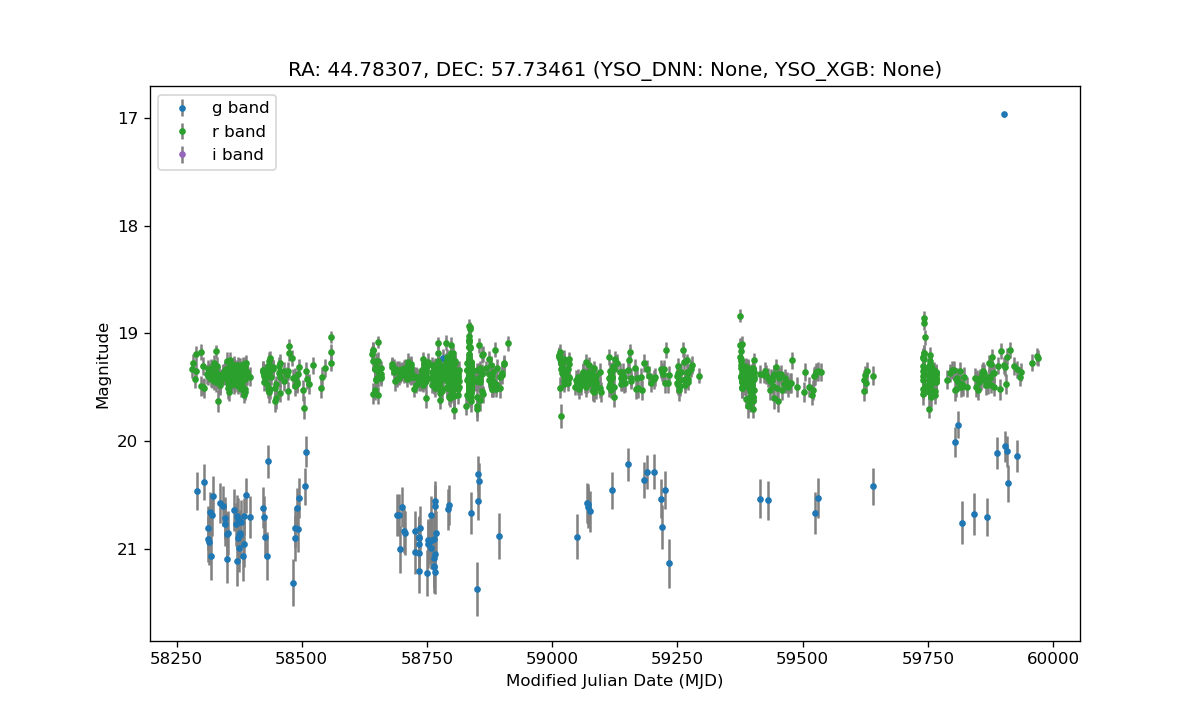 RA: 44.78307, DEC: 57.73461 (YSO_DNN: None, YSO_XGB: None)
g band
r band
i band
17
18
19
20
21
Magnitude
58250 58500 58750 59000 59250 59500 59750 60000
Modified Julian Date (MJD)